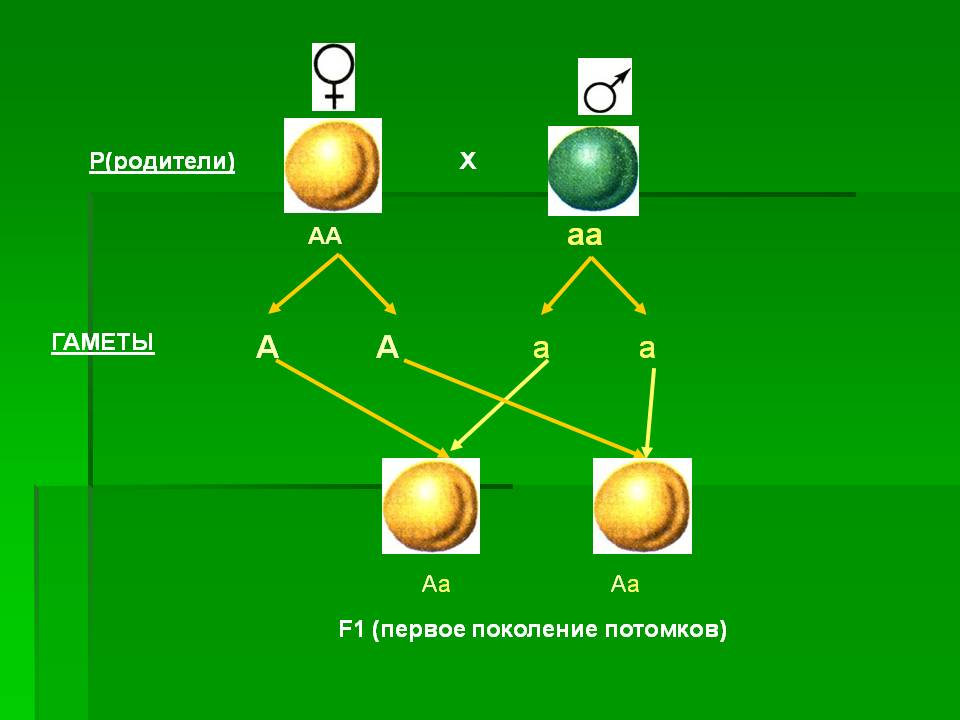 Р(родители)
Х
АА
аа
ГАМЕТЫ
А
А
а
а
Аа
Аа
F1 (первое поколение потомков)